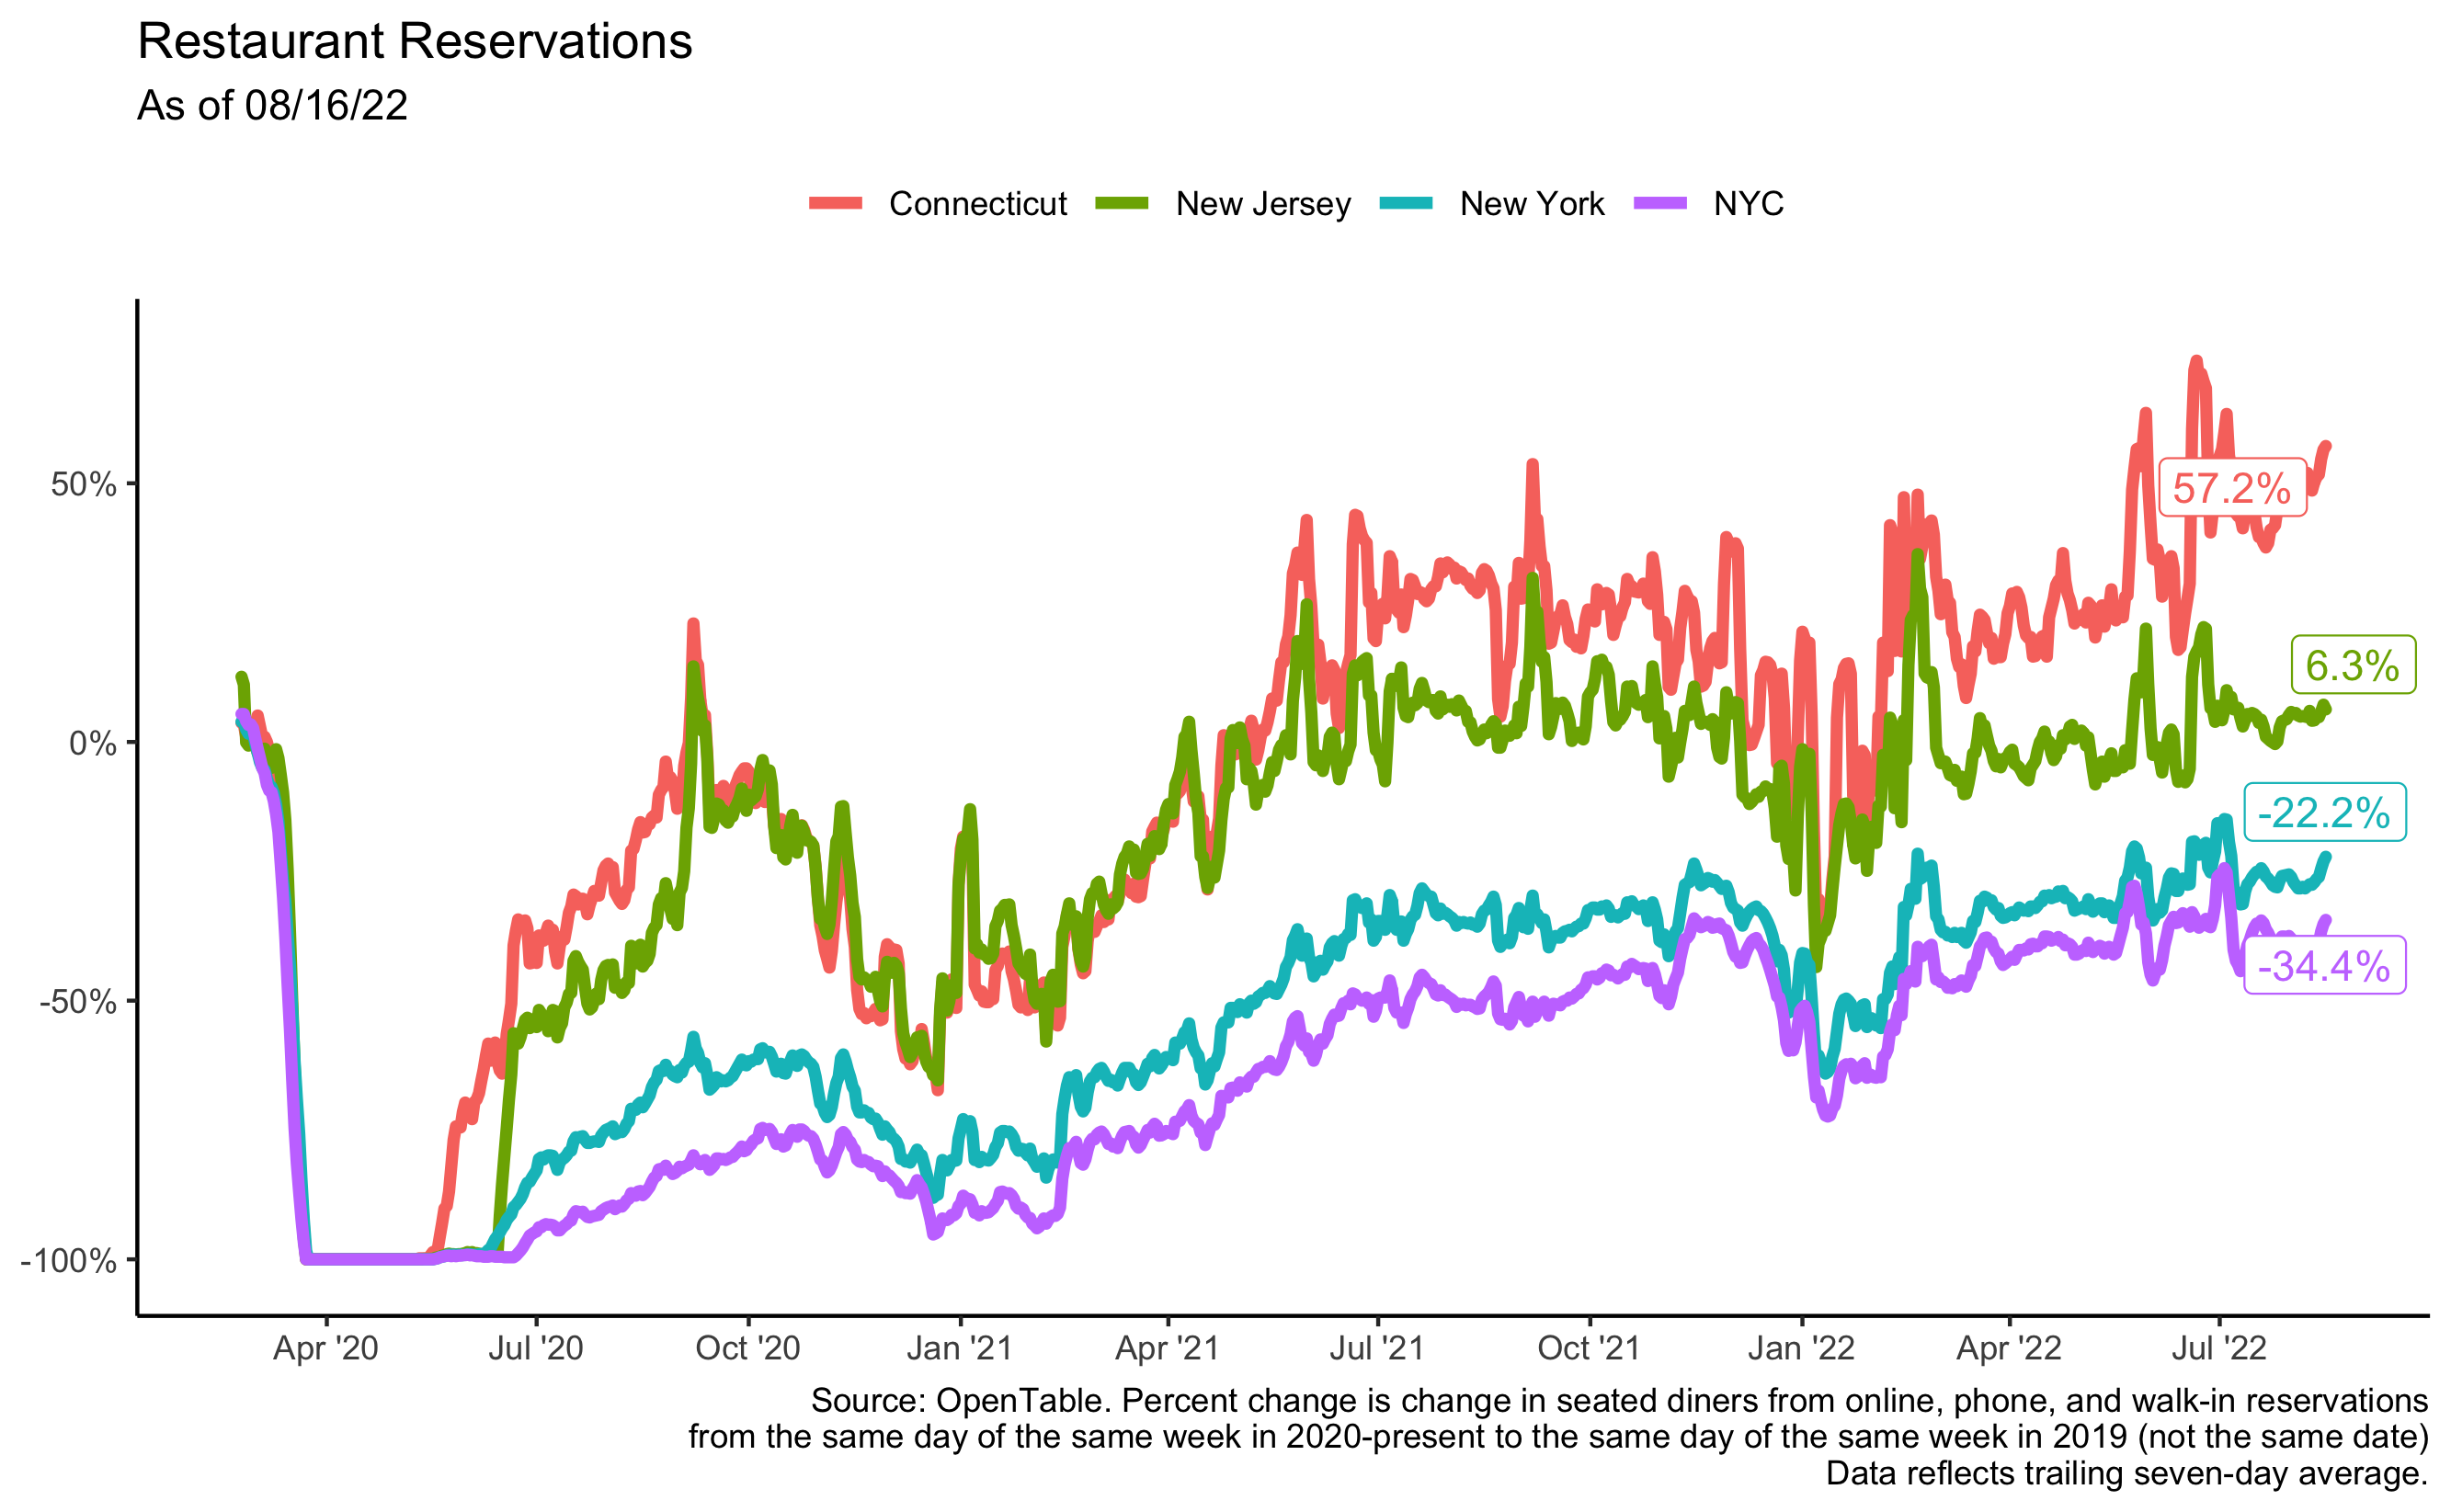 Restaurant Reservations
As of 08/16/22
Connecticut New Jersey New York NYC
50%
0%
-50%
-100%
57.2%
6.3%
-22.2%
-34.4%
Apr '20 Jul '20 Oct '20 Jan '21 Apr '21 Jul '21 Oct '21 Jan '22 Apr '22 Jul '22
Source: OpenTable. Percent change is change in seated diners from online, phone, and walk-in reservations
from the same day of the same week in 2020-present to the same day of the same week in 2019 (not the same date)
Data reflects trailing seven-day average.